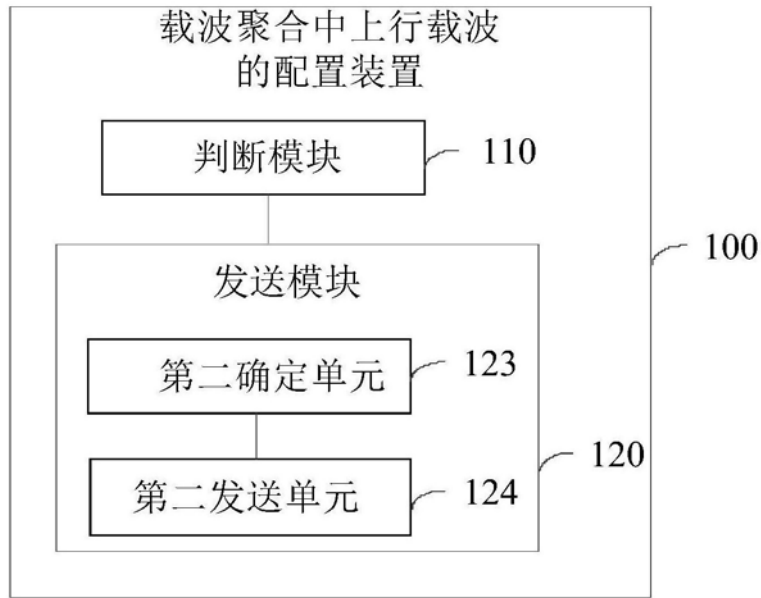 载波聚合中上行载波
的配置装置
判断模块
110
100
发送模块
第二确定单元
123
120
第二发送单元
124